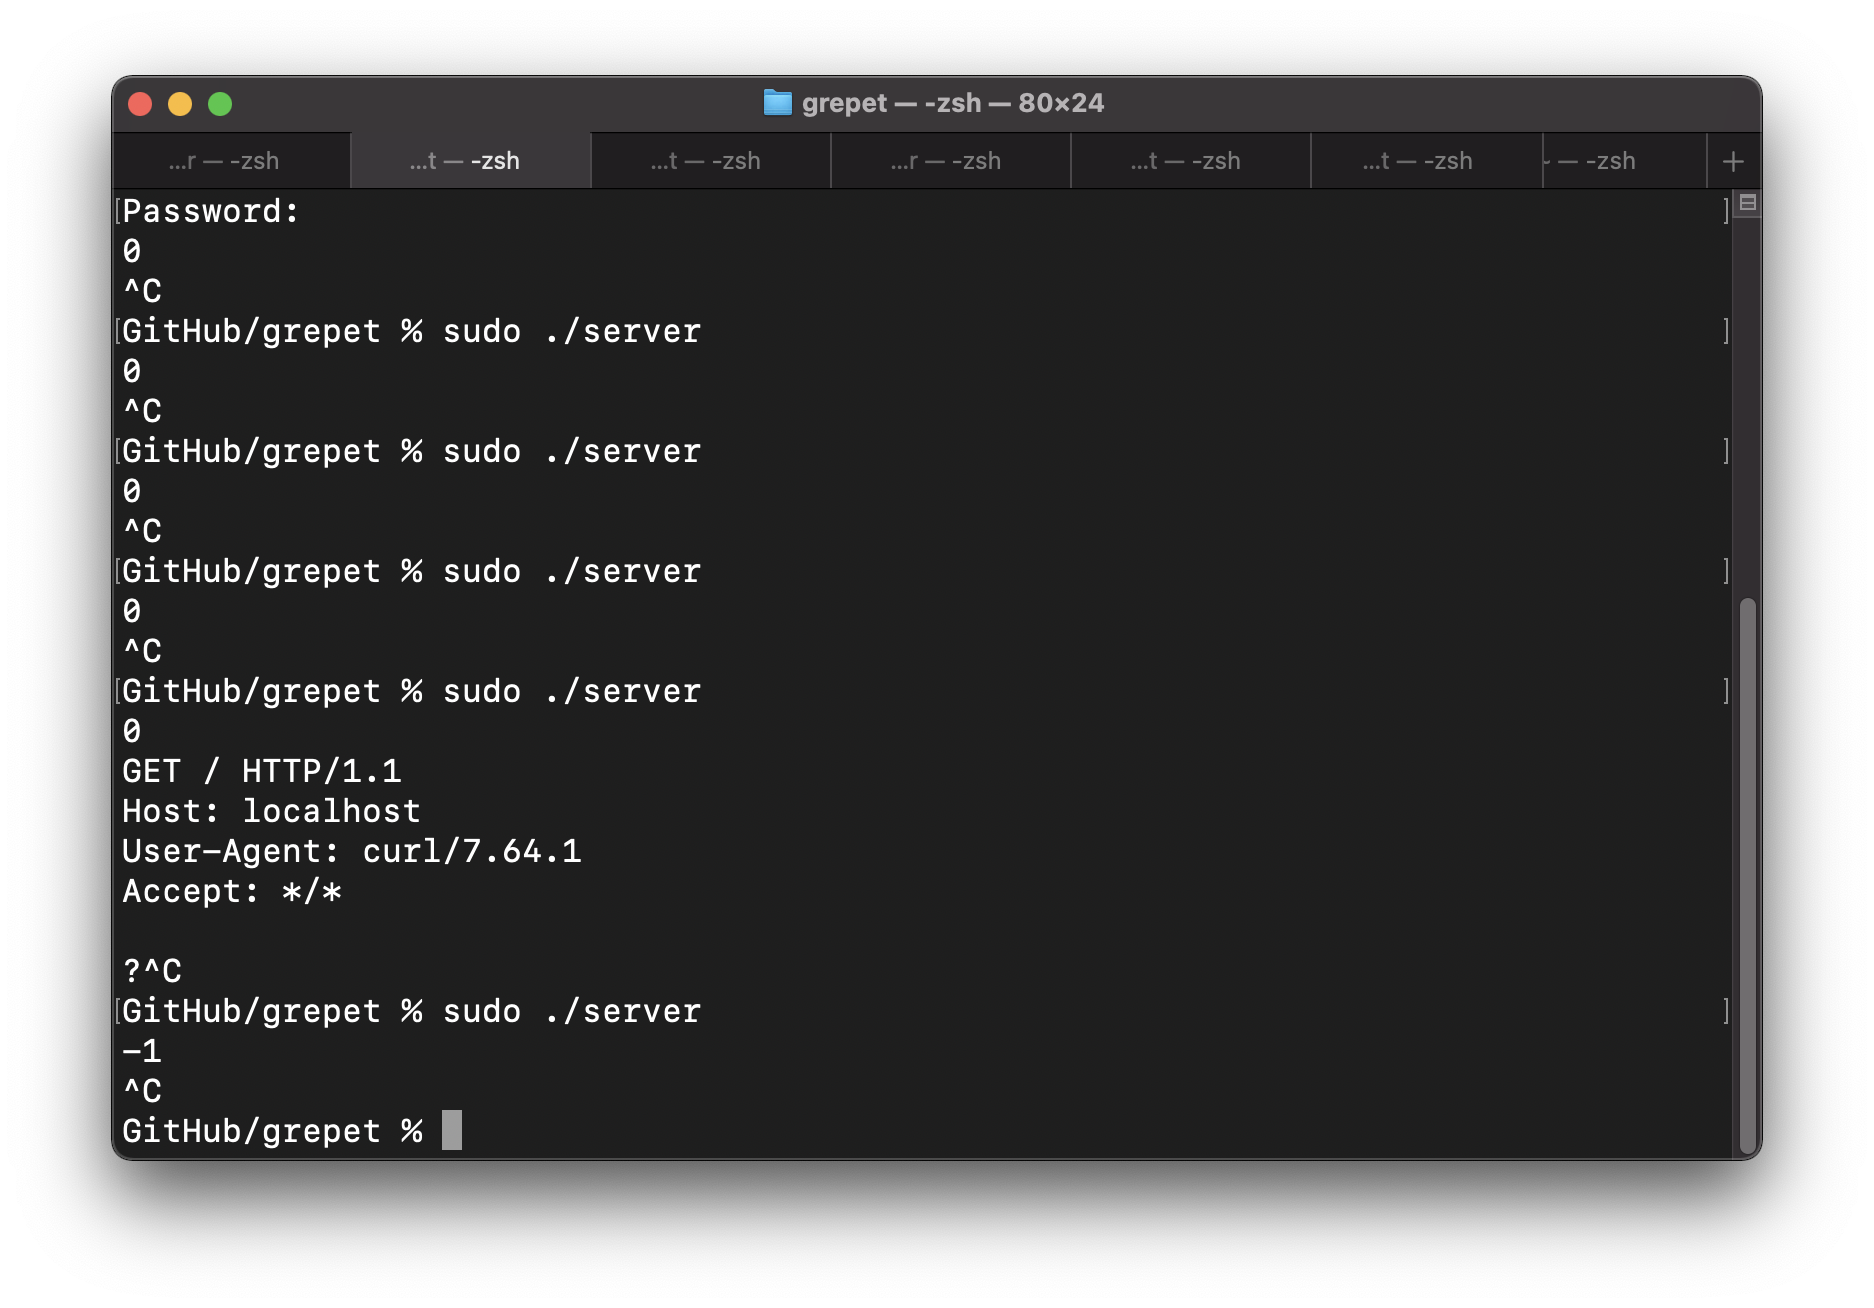 grepet — -zsh — 80×24
...r — -zsh ...t — -zsh ...t — -zsh ...r — -zsh ...t — -zsh ...t — -zsh ~ — -zsh +
[Password: ]
0
^C
[GitHub/grepet % sudo ./server ]
0
^C
[GitHub/grepet % sudo ./server ]
0
^C
[GitHub/grepet % sudo ./server ]
0
^C
[GitHub/grepet % sudo ./server ]
0
GET / HTTP/1.1
Host: localhost
User-Agent: curl/7.64.1
Accept: */*

?^C
[GitHub/grepet % sudo ./server ]
-1
^C
GitHub/grepet %